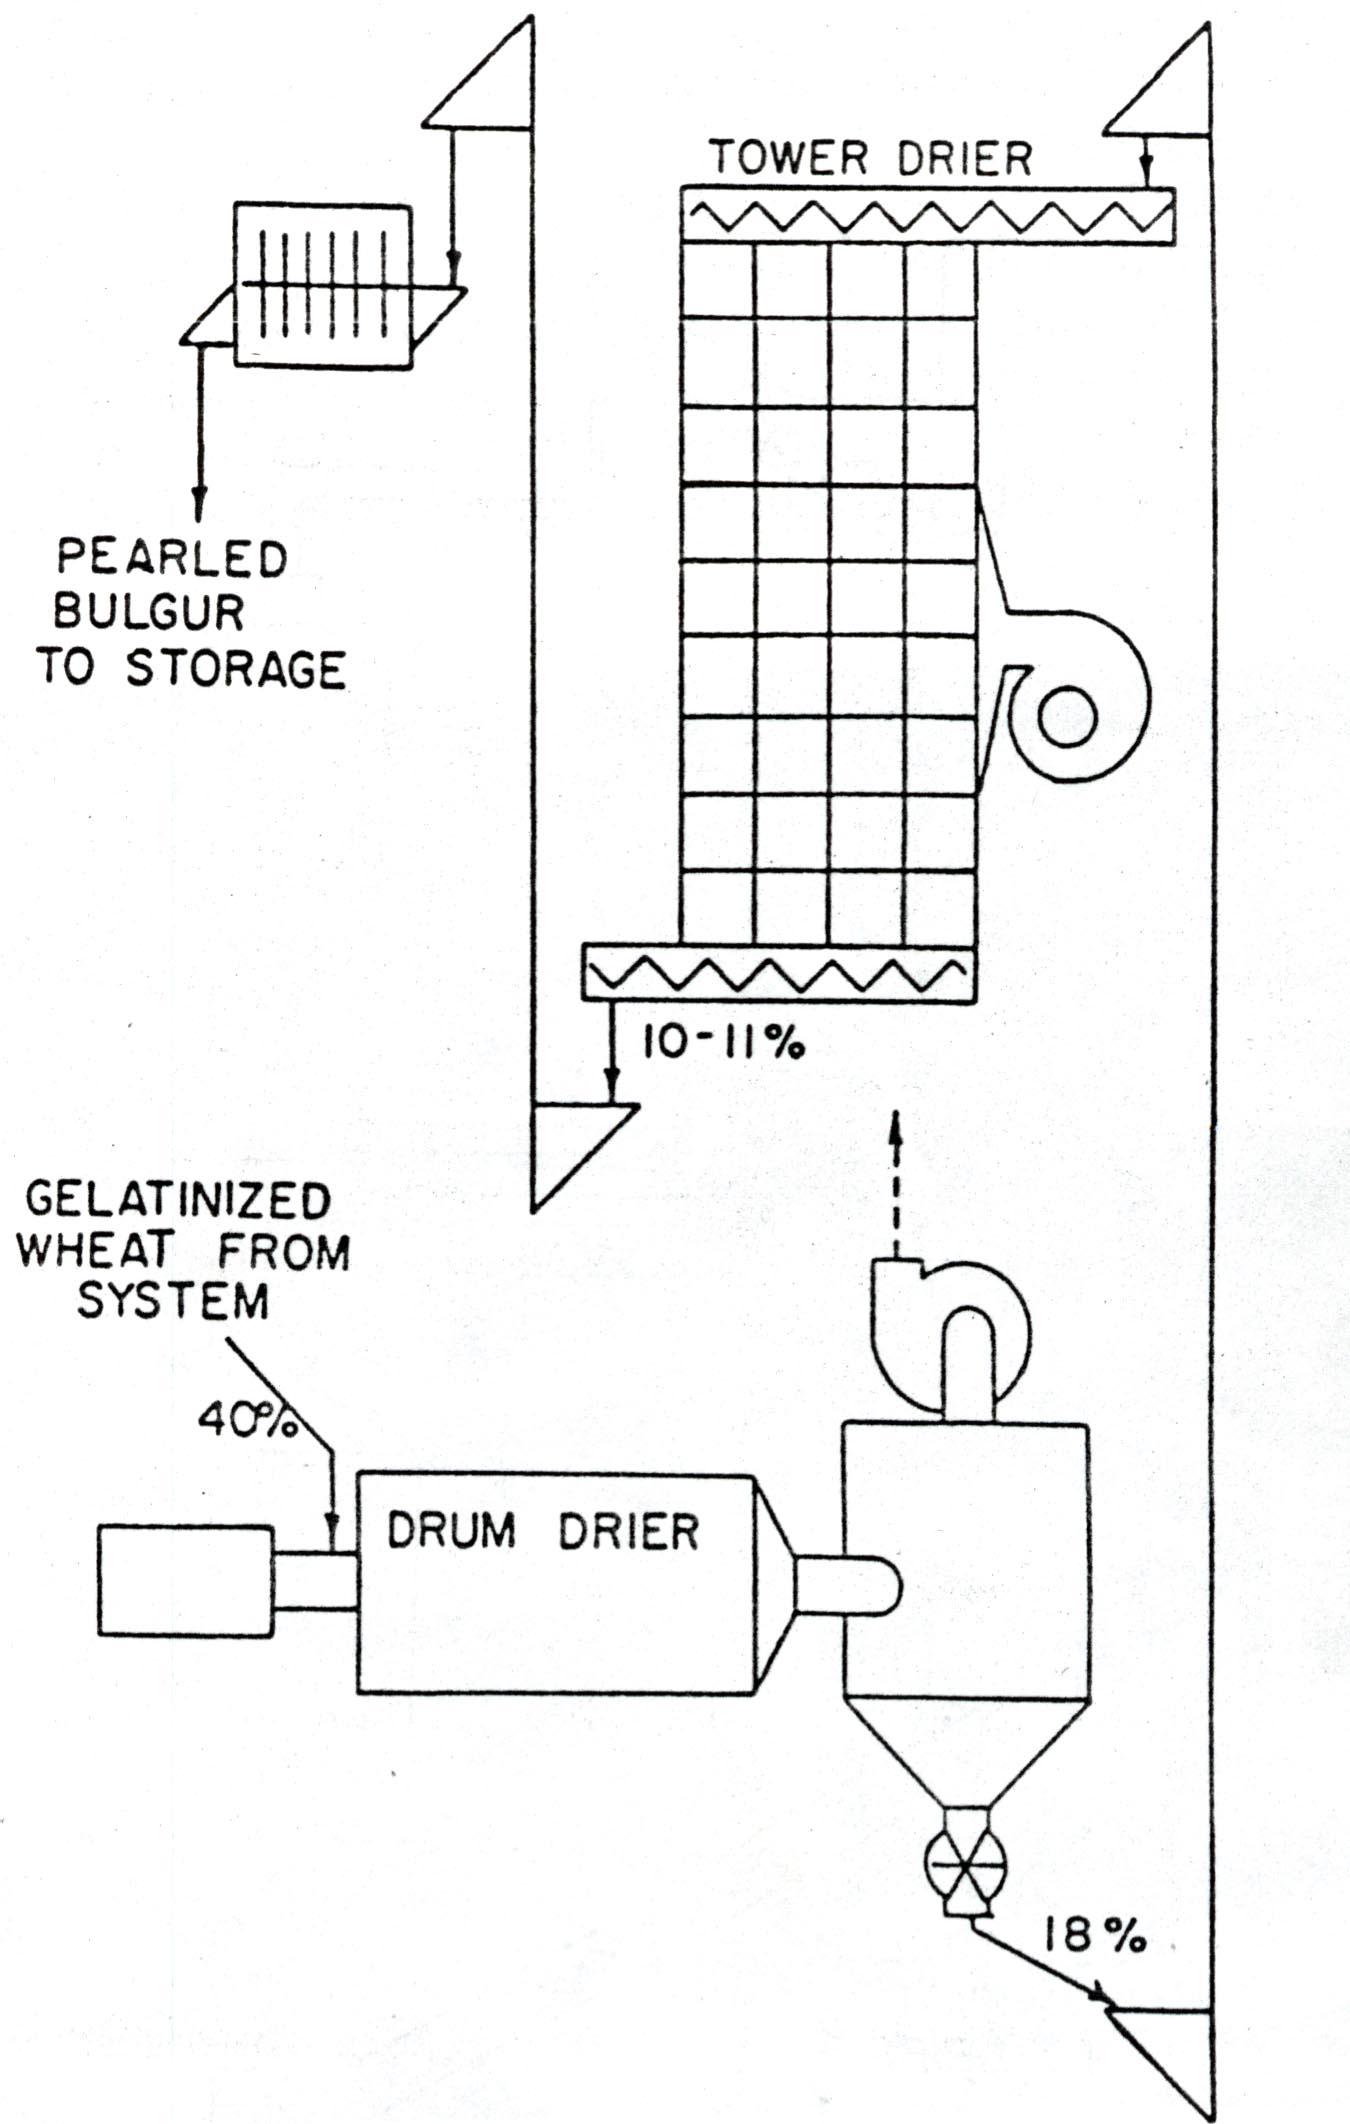 TOWER DRIER
PEARLED
BULGUR
TO STORAGE
10-11%
GELATINIZED
WHEAT FROM
SYSTEM
40%
DRUM DRIER
18%